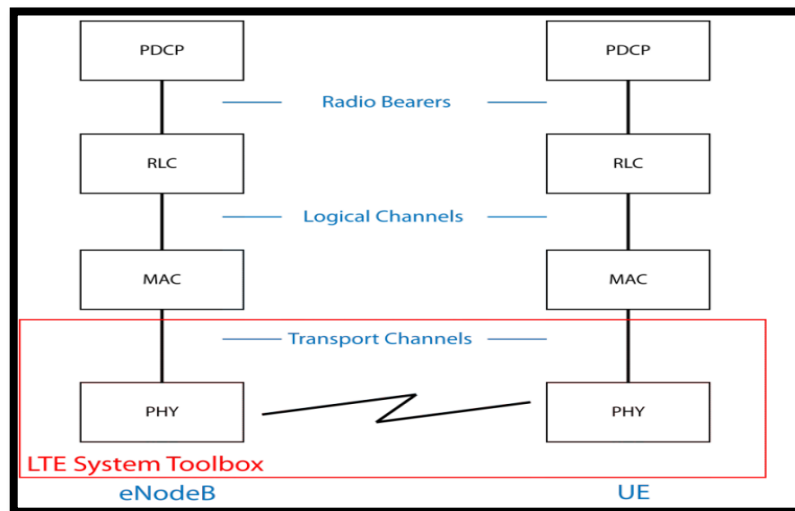 PDCP PDCP
Radio Bearers
RLC RLC
Logical Channels
MAC MAC
Transport Channels
PHY PHY
LTE System Toolbox
eNodeB UE